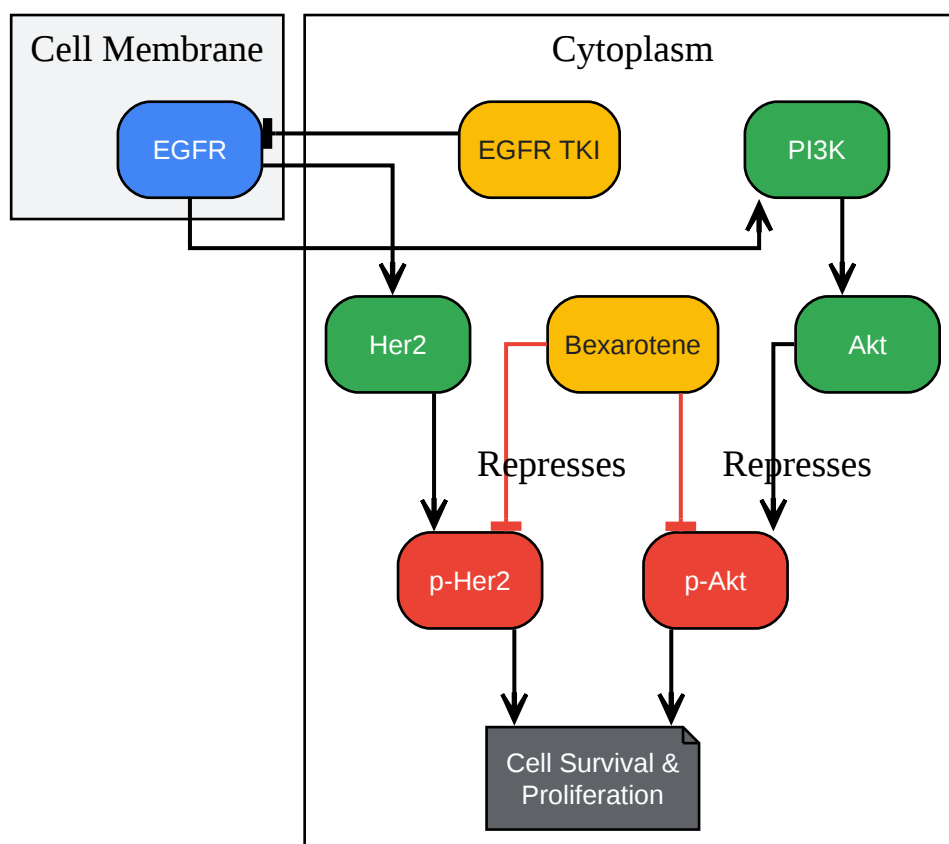 Cell Membrane
Cytoplasm
EGFR
EGFR TKI
PI3K
Her2
Bexarotene
Akt
Represses
Represses
p-Her2
p-Akt
Cell Survival &
Proliferation